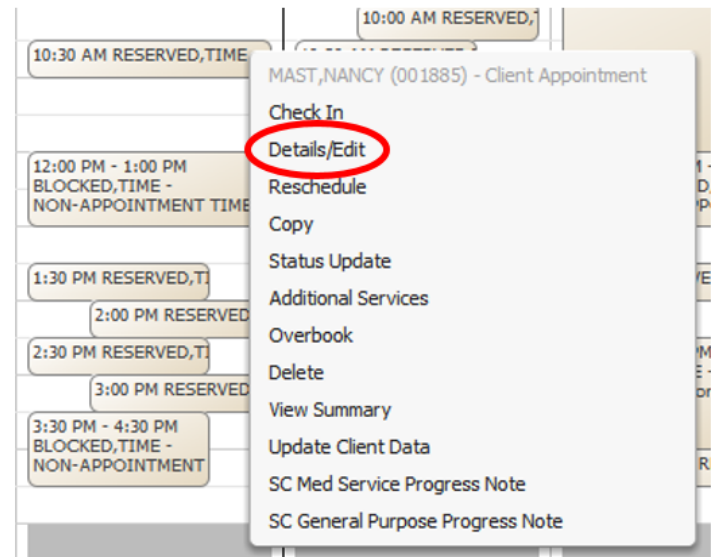 10:00 AM RESERVED,T
10:30 AM RESERVED,TIME
MAST,NANCY (001885) - Client Appointment
Check In
Details/Edit
Reschedule
Copy
Status Update
Additional Services
Overbook
Delete
View Summary
Update Client Data
SC Med Service Progress Note
SC General Purpose Progress Note
12:00 PM - 1:00 PM
BLOCKED,TIME -
NON-APPOINTMENT TIME
1:30 PM RESERVED,TI
2:00 PM RESERVED
2:30 PM RESERVED,TI
3:00 PM RESERVED
3:30 PM - 4:30 PM
BLOCKED,TIME -
NON-APPOINTMENT